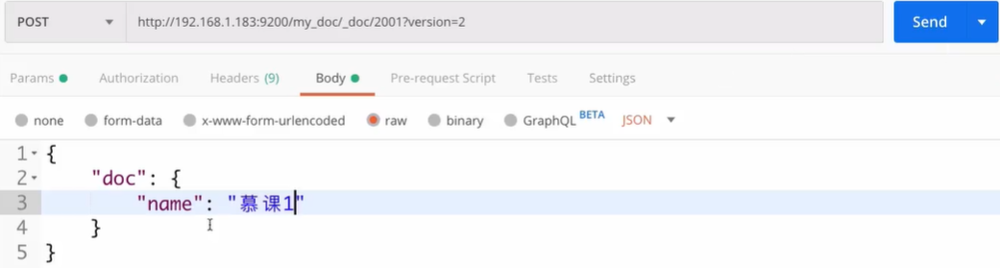 POST http://192.168.1.183:9200/my_doc/_doc/2001?version=2 Send
Params Authorization Headers (9) Body Pre-request Script Tests Settings
none form-data x-www-form-urlencoded raw binary GraphQL BETA JSON
1 {
2 "doc": {
3 "name": "慕课1"
4 }
5 }